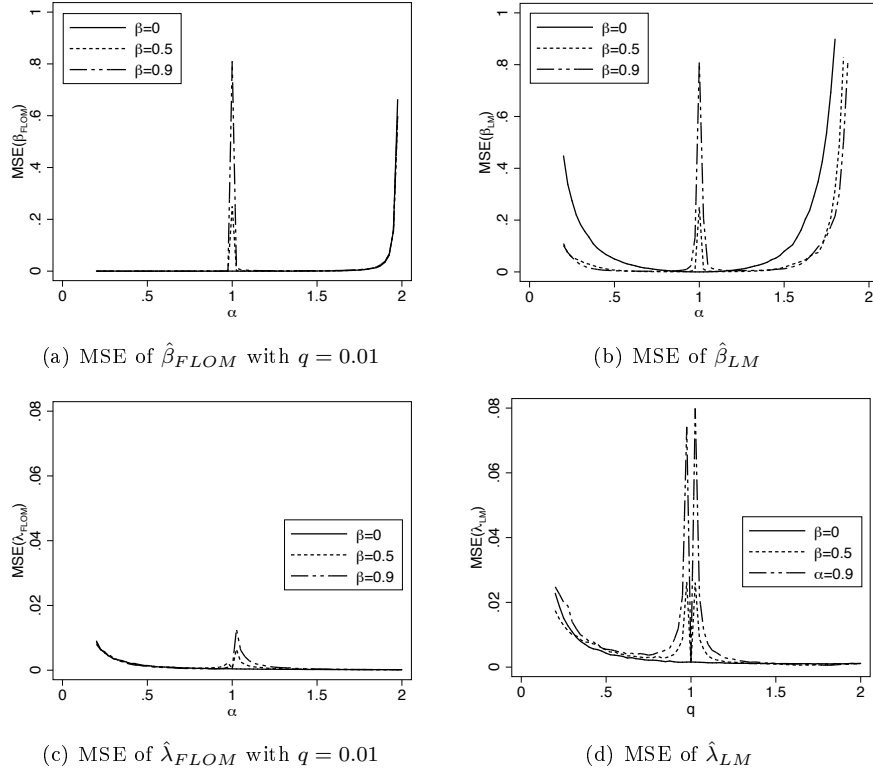 MSE(β_FLOM)
1
.8
.6
.4
.2
0
β=0
β=0.5
β=0.9
0 .5 1 1.5 2
α
(a) MSE of β̂_FLOM with q = 0.01
MSE(β_LM)
1
.8
.6
.4
.2
0
β=0
β=0.5
β=0.9
0 .5 1 1.5 2
α
(b) MSE of β̂_LM
MSE(λ_FLOM)
.08
.06
.04
.02
0
β=0
β=0.5
β=0.9
0 .5 1 1.5 2
α
(c) MSE of λ̂_FLOM with q = 0.01
MSE(λ_LM)
.08
.06
.04
.02
0
β=0
β=0.5
α=0.9
0 .5 1 1.5 2
q
(d) MSE of λ̂_LM